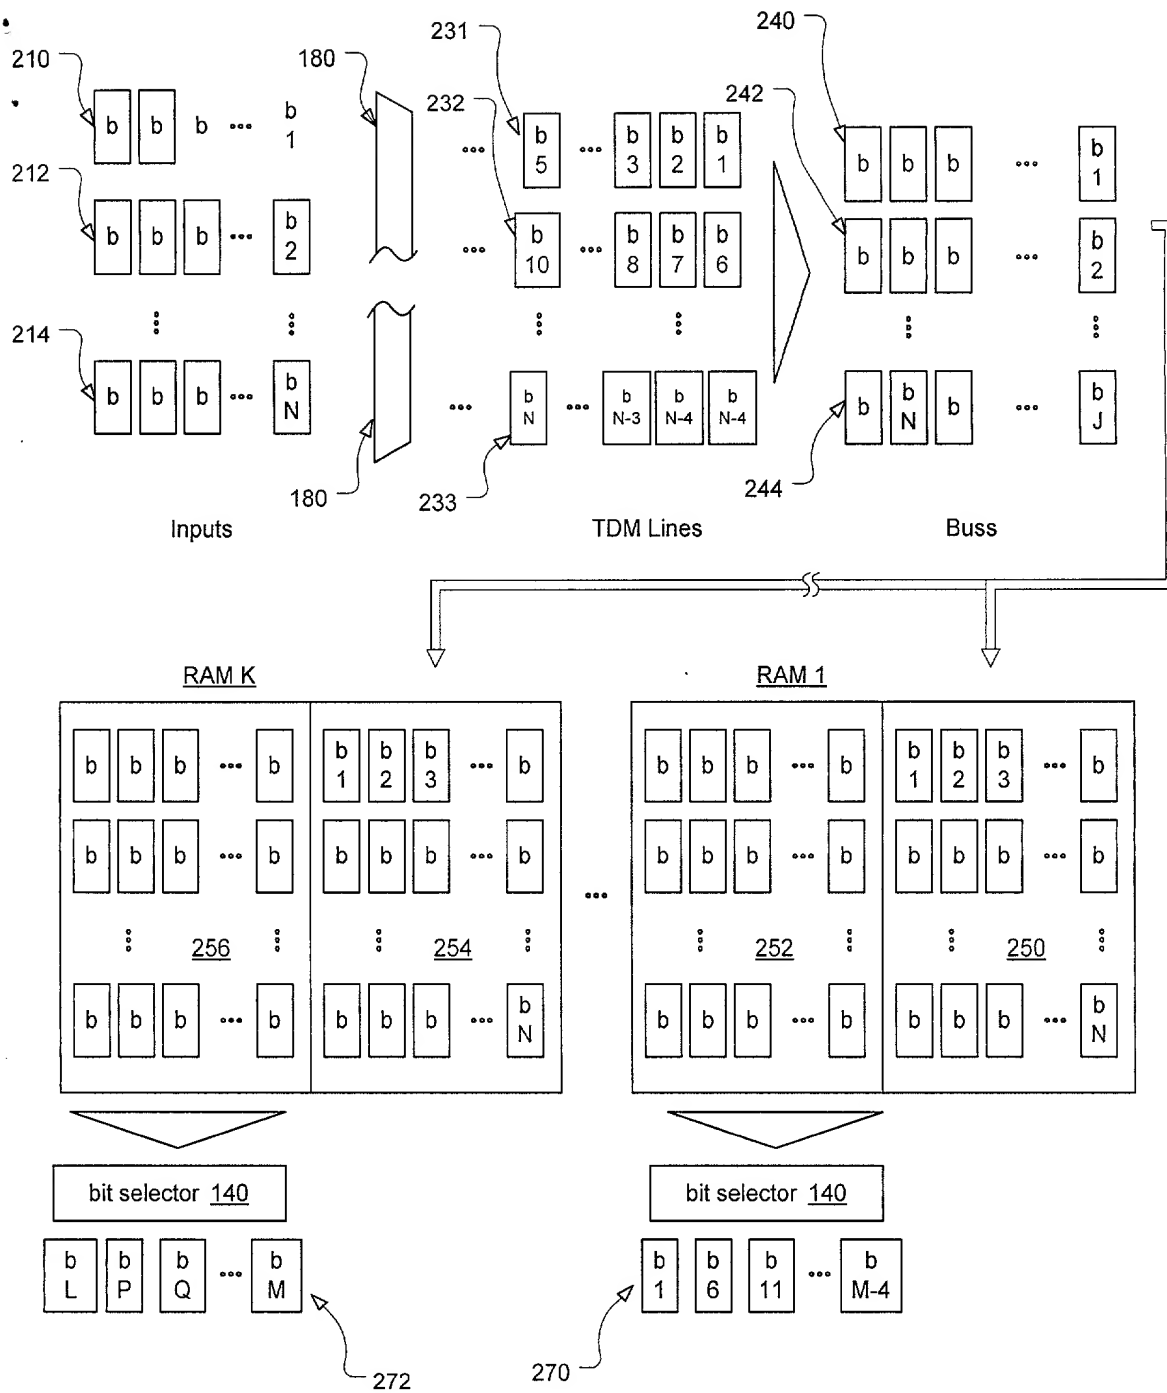 210
b b b ... b 1
212
b b b ... b 2
214
b b b ... b N
Inputs
180
180
231
... b 5 ... b 3 b 2 b 1
232
... b 10 ... b 8 b 7 b 6
... b N ... b N-3 b N-4 b N-4
233
TDM Lines
240
b b b ... b 1
242
b b b ... b 2
b b N b ... b J
244
Buss
RAM K
b b b ... b
b b b ... b
256
b b b ... b
b 1 b 2 b 3 ... b
b b b ... b
254
b b b ... b N
...
RAM 1
b b b ... b
b b b ... b
252
b b b ... b
b 1 b 2 b 3 ... b
b b b ... b
250
b b b ... b N
bit selector 140
b L b P b Q ... b M
272
bit selector 140
b 1 b 6 b 11 ... b M-4
270